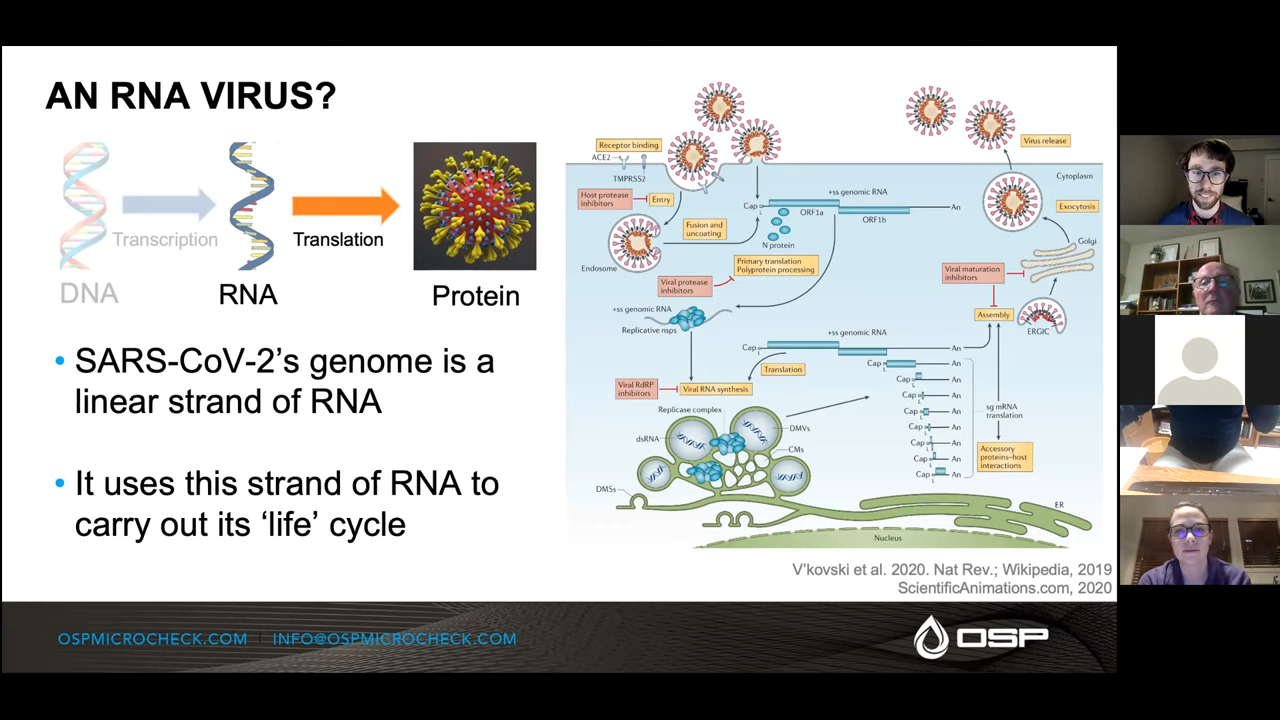 AN RNA VIRUS?
Transcription
Translation
DNA
RNA
Protein
• SARS-CoV-2’s genome is a
linear strand of RNA
• It uses this strand of RNA to
carry out its ‘life’ cycle
Receptor binding
ACE2
TMPRSS2
Host protease
inhibitors
Entry
Fusion and
uncoating
Endosome
Cap
L
+ss genomic RNA
ORF1a
ORF1b
An
N protein
Primary translation
Polyprotein processing
Viral protease
inhibitors
+ss genomic RNA
Replicative nsps
Virus release
Cytoplasm
Exocytosis
Golgi
Viral maturation
inhibitors
Assembly
ERGIC
+ss genomic RNA
Cap
L
An
Translation
Viral RdRP
inhibitors
Viral RNA synthesis
Replicase complex
dsRNA
DMVs
CMs
DMSs
Cap
L
An
Cap
L
An
Cap
L
An
Cap
L
An
Cap
L
An
Cap
L
An
Cap
L
An
Cap
L
An
sg mRNA
translation
Accessory
proteins–host
interactions
ER
Nucleus
V’kovski et al. 2020. Nat Rev.; Wikipedia, 2019
ScientificAnimations.com, 2020
OSPMICROCHECK.COM | INFO@OSPMICROCHECK.COM
OSP